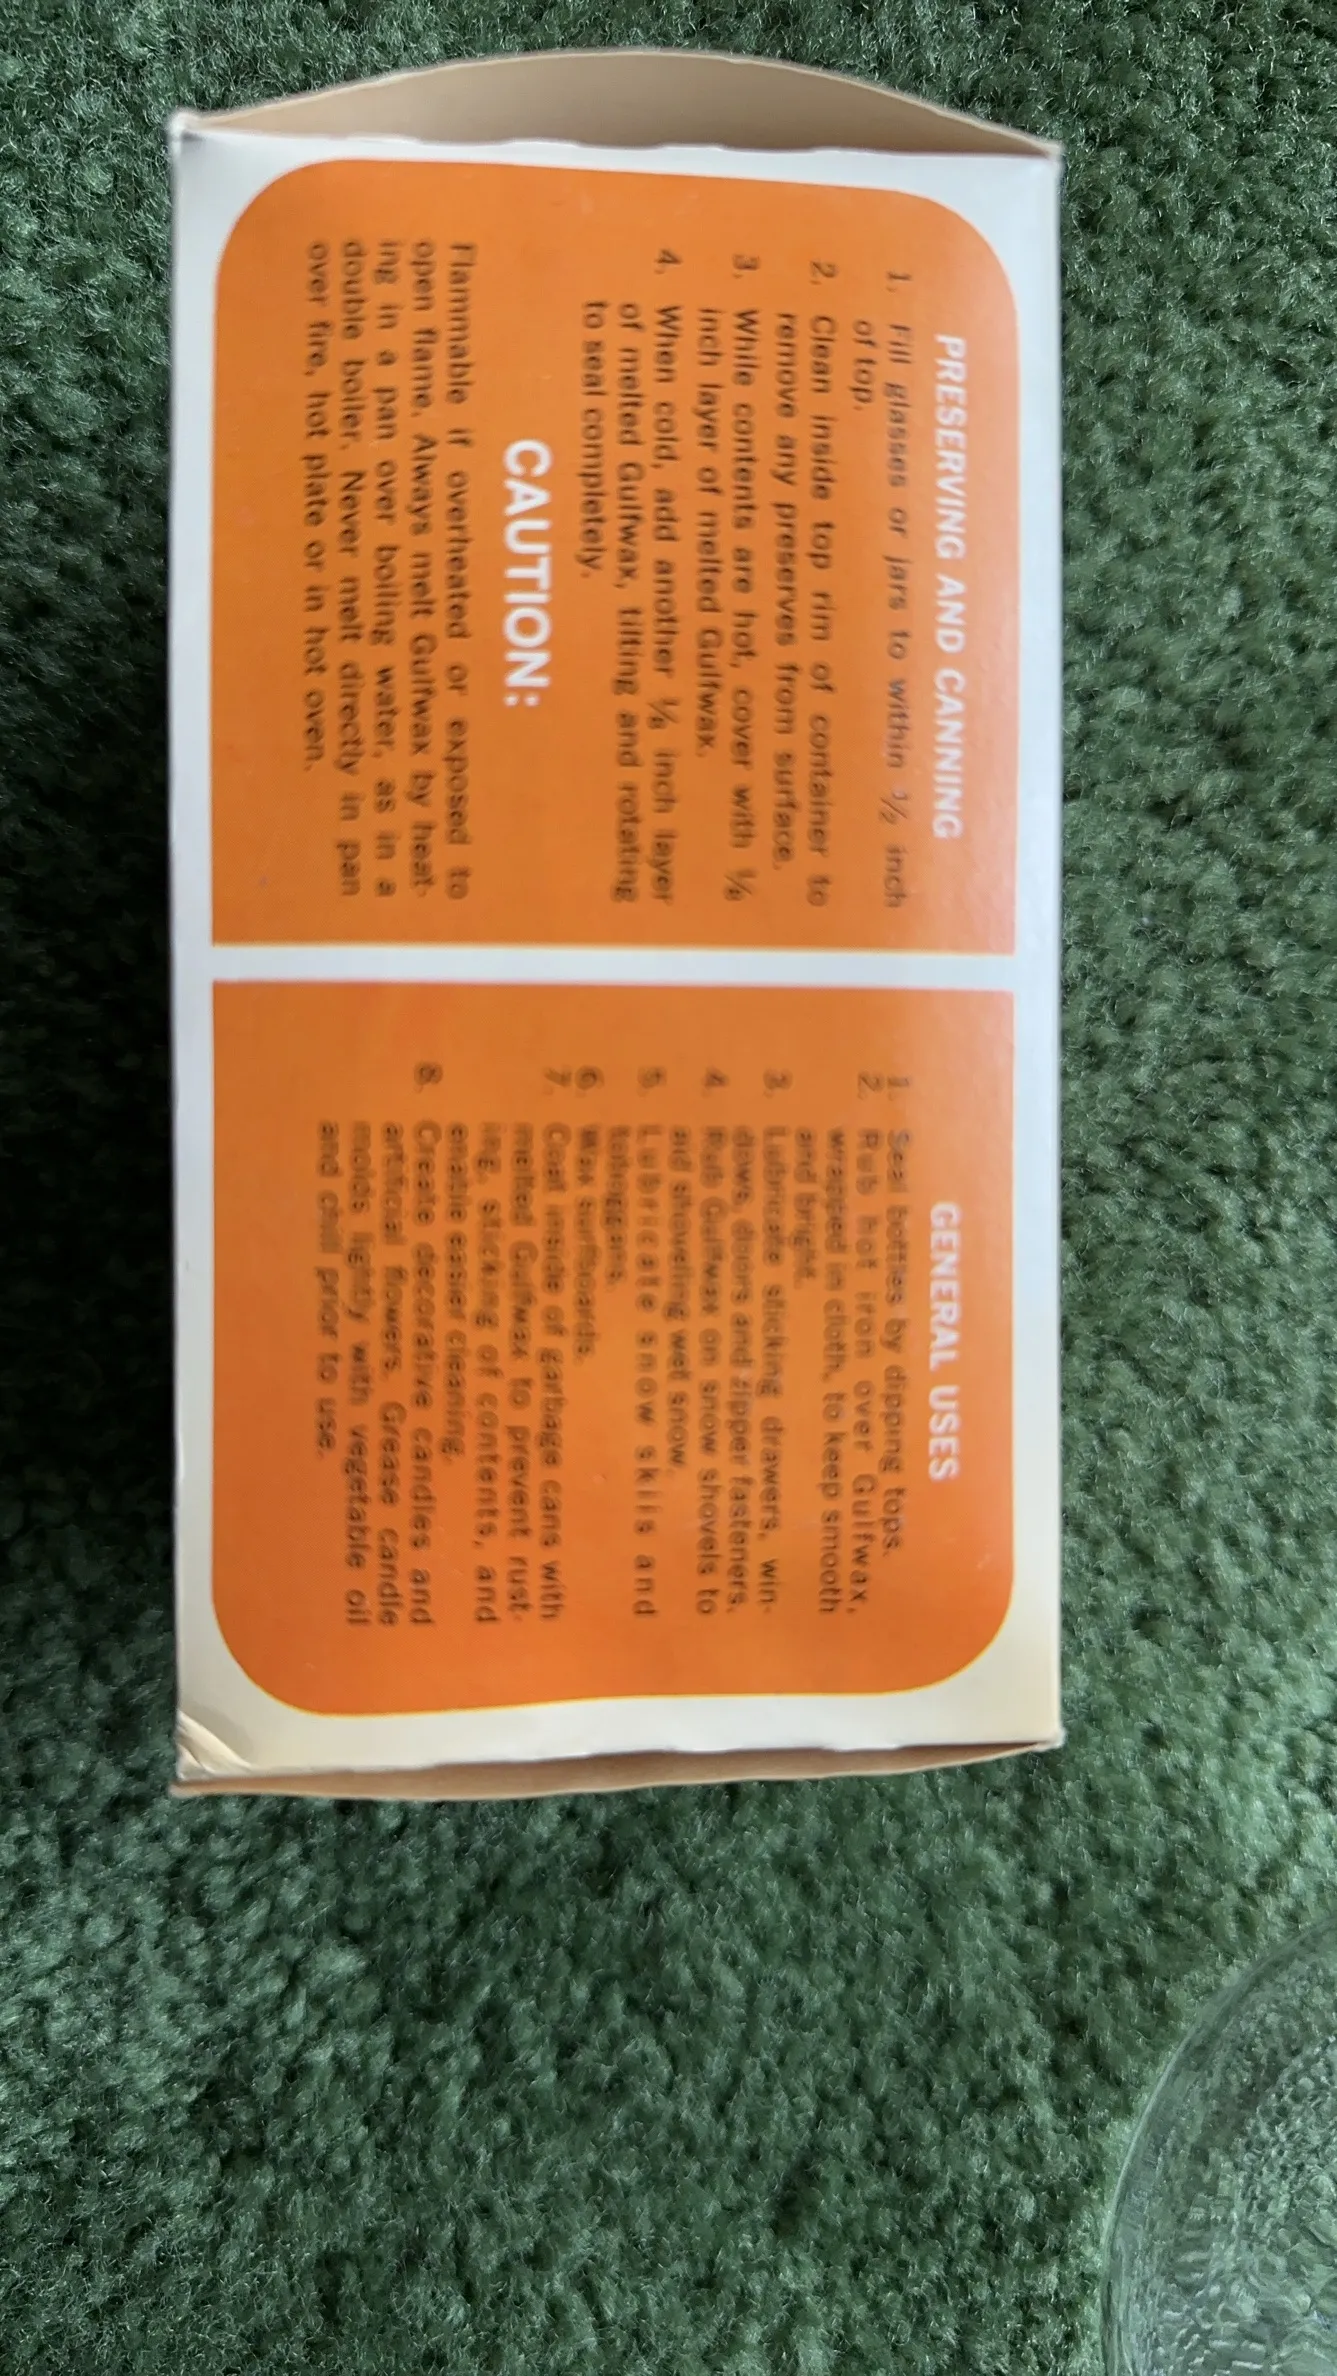 PRESERVING AND CANNING
1. Fill glasses or jars to within ½ inch
of top.
2. Clean inside top rim of container to
remove any preserves from surface.
3. While contents are hot, cover with ⅛
inch layer of melted Gulfwax.
4. When cold, add another ⅛ inch layer
of melted Gulfwax, tilting and rotating
to seal completely.
CAUTION:
Flammable if overheated or exposed to
open flame. Always melt Gulfwax by heat-
ing in a pan over boiling water, as in a
double boiler. Never melt directly in pan
over fire, hot plate or in hot oven.
GENERAL USES
1. Seal bottles by dipping tops.
2. Rub hot iron over Gulfwax,
wrapped in cloth, to keep smooth
and bright.
3. Lubricate sticking drawers, win-
dows, doors and zipper fasteners.
4. Rub Gulfwax on snow shovels to
aid shoveling wet snow.
5. Lubricate snow skiis and
toboggans.
6. Wax surfboards.
7. Coat inside of garbage cans with
melted Gulfwax to prevent rust-
ing, sticking of contents, and
enable easier cleaning.
8. Create decorative candles and
artificial flowers. Grease candle
molds lightly with vegetable oil
and chill prior to use.